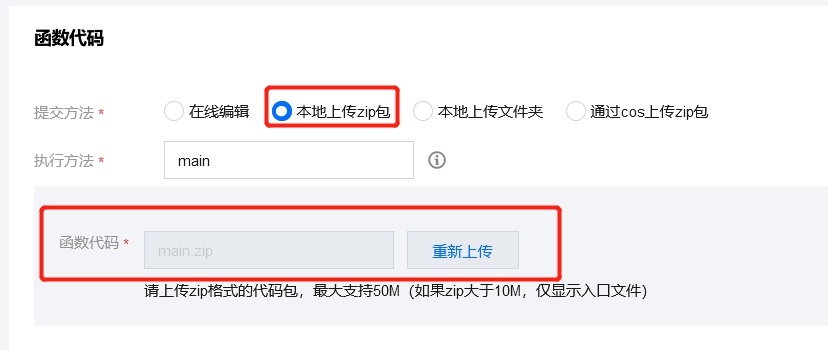 函数代码
提交方法 * 在线编辑 本地上传zip包 本地上传文件夹 通过cos上传zip包
执行方法 * main
函数代码 * main.zip 重新上传
请上传zip格式的代码包，最大支持50M（如果zip大于10M，仅显示入口文件）